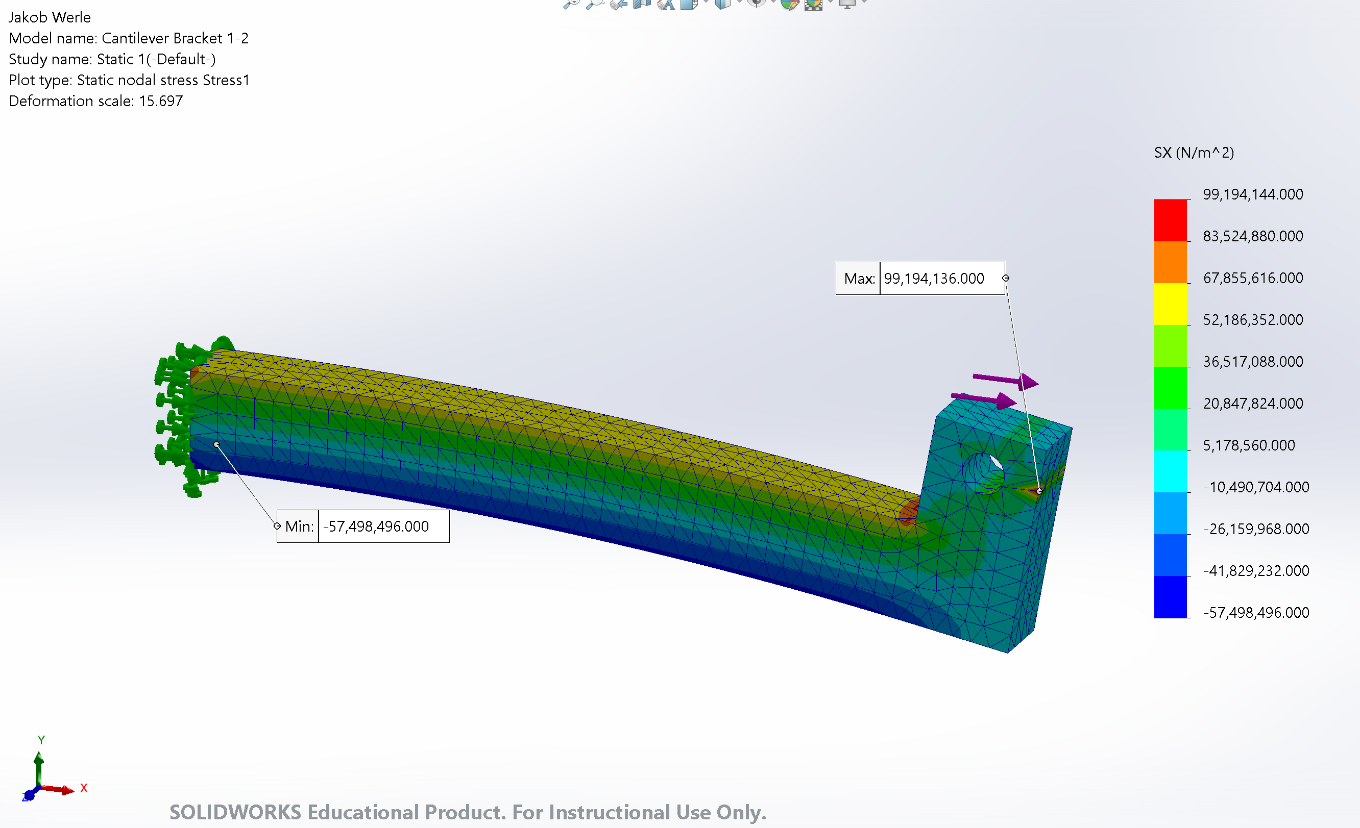 Jakob Werle
Model name: Cantilever Bracket 1-2
Study name: Static 1(-Default-)
Plot type: Static nodal stress Stress1
Deformation scale: 15.697
SX (N/m^2)
99,194,144.000
83,524,880.000
67,855,616.000
52,186,352.000
36,517,088.000
20,847,824.000
5,178,560.000
-10,490,704.000
-26,159,968.000
-41,829,232.000
-57,498,496.000
Max: 99,194,136.000
Min: -57,498,496.000
Y
X
Z
SOLIDWORKS Educational Product. For Instructional Use Only.